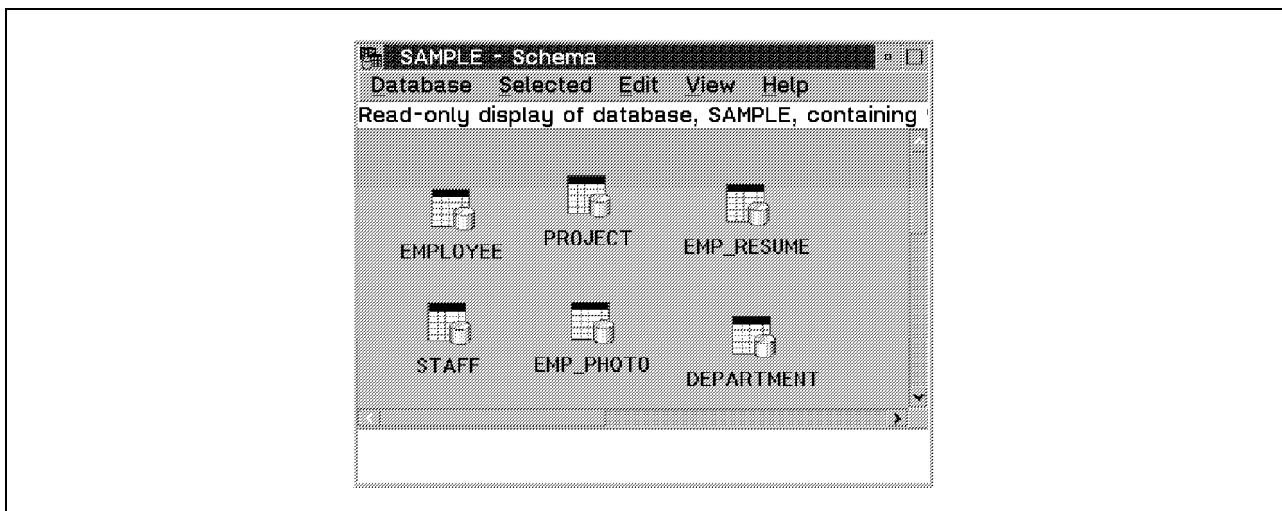 SAMPLE - Schema
Database Selected Edit View Help
Read-only display of database, SAMPLE, containing
EMPLOYEE PROJECT EMP_RESUME
STAFF EMP_PHOTO DEPARTMENT